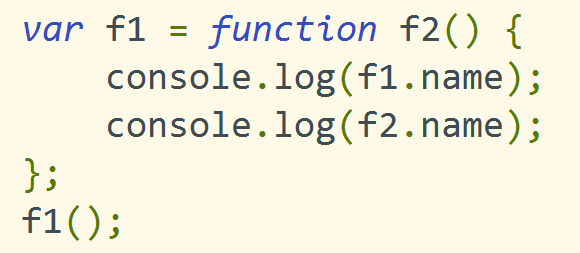 var f1 = function f2() {
    console.log(f1.name);
    console.log(f2.name);
};
f1();